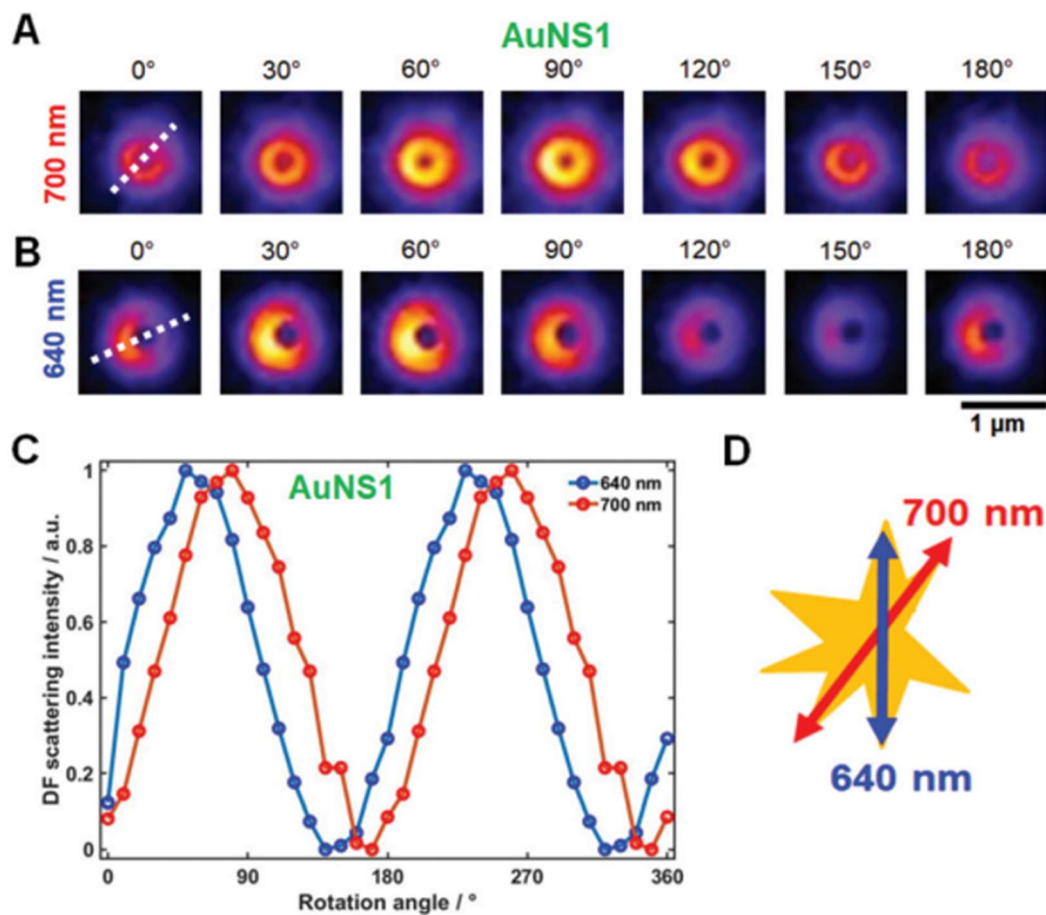 A
AuNS1
0° 30° 60° 90° 120° 150° 180°
700 nm
B
0° 30° 60° 90° 120° 150° 180°
640 nm
1 µm
C
AuNS1
640 nm
700 nm
1
0.8
0.6
0.4
0.2
0
DF scattering intensity / a.u.
0 90 180 270 360
Rotation angle / °
D
700 nm
640 nm